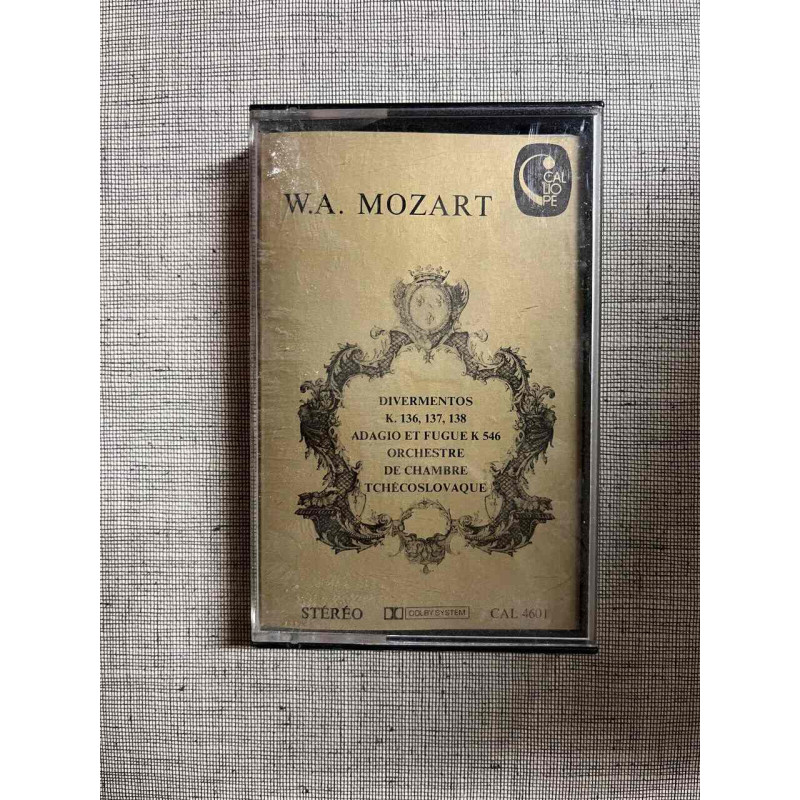 CAL
LIO
PE
W.A. MOZART
DIVERMENTOS
K. 136, 137, 138
ADAGIO ET FUGUE K 546
ORCHESTRE
DE CHAMBRE
TCHÉCOSLOVAQUE
STÉRÉO DOLBY SYSTEM CAL 4601